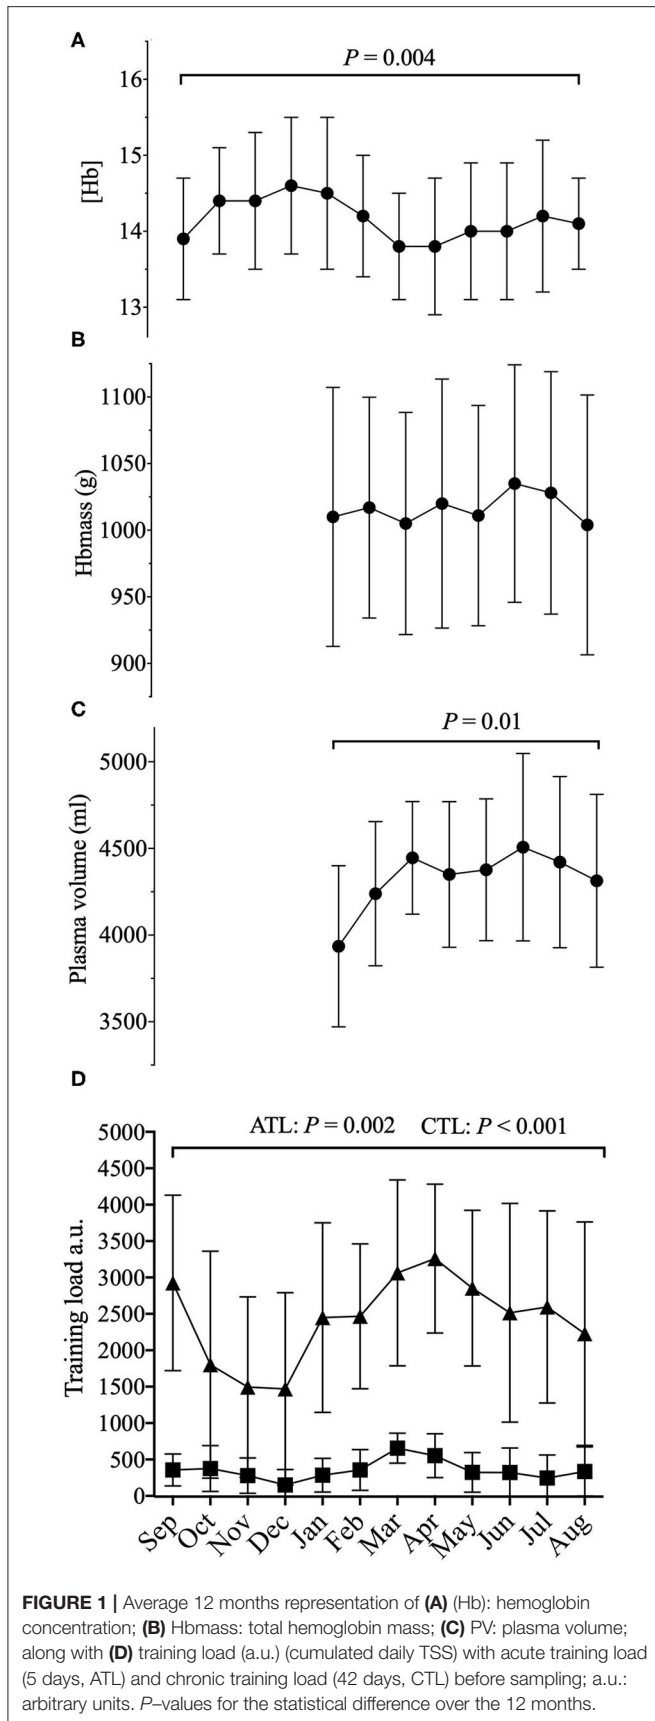 A
P = 0.004
16
15
14
13
[Hb]
B
1100
1050
1000
950
900
Hbmass (g)
C
P = 0.01
5000
4500
4000
3500
Plasma volume (ml)
D
ATL: P = 0.002 CTL: P < 0.001
5000
4500
4000
3500
3000
2500
2000
1500
1000
500
0
Training load a.u.
Sep Oct Nov Dec Jan Feb Mar Apr May Jun Jul Aug
FIGURE 1 | Average 12 months representation of (A) (Hb): hemoglobin
concentration; (B) Hbmass: total hemoglobin mass; (C) PV: plasma volume;
along with (D) training load (a.u.) (cumulated daily TSS) with acute training load
(5 days, ATL) and chronic training load (42 days, CTL) before sampling; a.u.:
arbitrary units. P–values for the statistical difference over the 12 months.